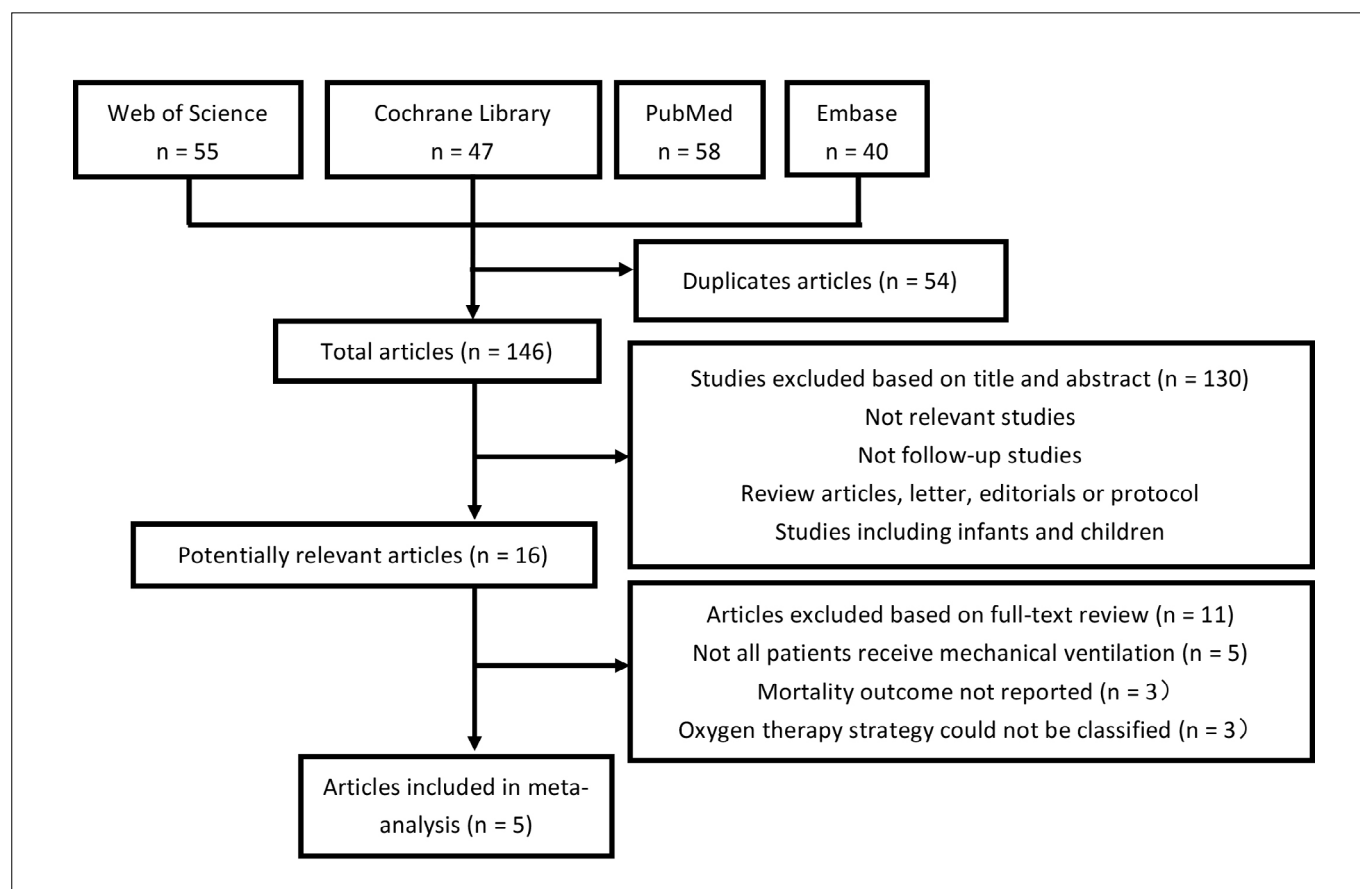 Web of Science
n = 55
Cochrane Library
n = 47
PubMed
n = 58
Embase
n = 40
Duplicates articles (n = 54)
Total articles (n = 146)
Studies excluded based on title and abstract (n = 130)
Not relevant studies
Not follow-up studies
Review articles, letter, editorials or protocol
Studies including infants and children
Potentially relevant articles (n = 16)
Articles excluded based on full-text review (n = 11)
Not all patients receive mechanical ventilation (n = 5)
Mortality outcome not reported (n = 3）
Oxygen therapy strategy could not be classified (n = 3）
Articles included in meta-
analysis (n = 5)